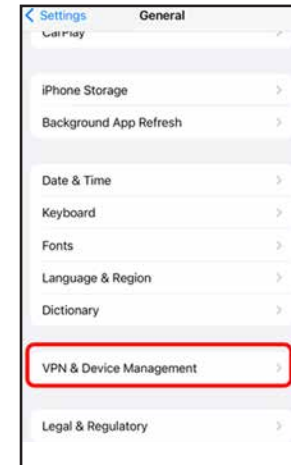 Settings
General
CarPlay
iPhone Storage
Background App Refresh
Date & Time
Keyboard
Fonts
Language & Region
Dictionary
VPN & Device Management
Legal & Regulatory